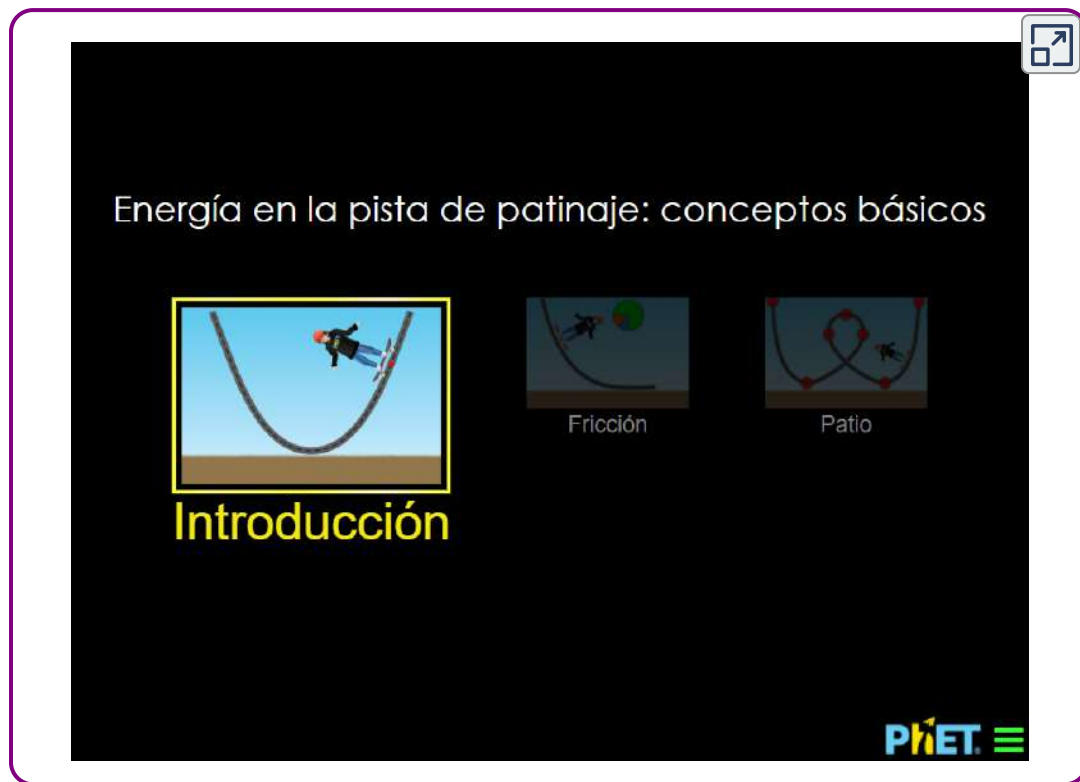 Energía en la pista de patinaje: conceptos básicos
Introducción
Fricción
Patio
PhET